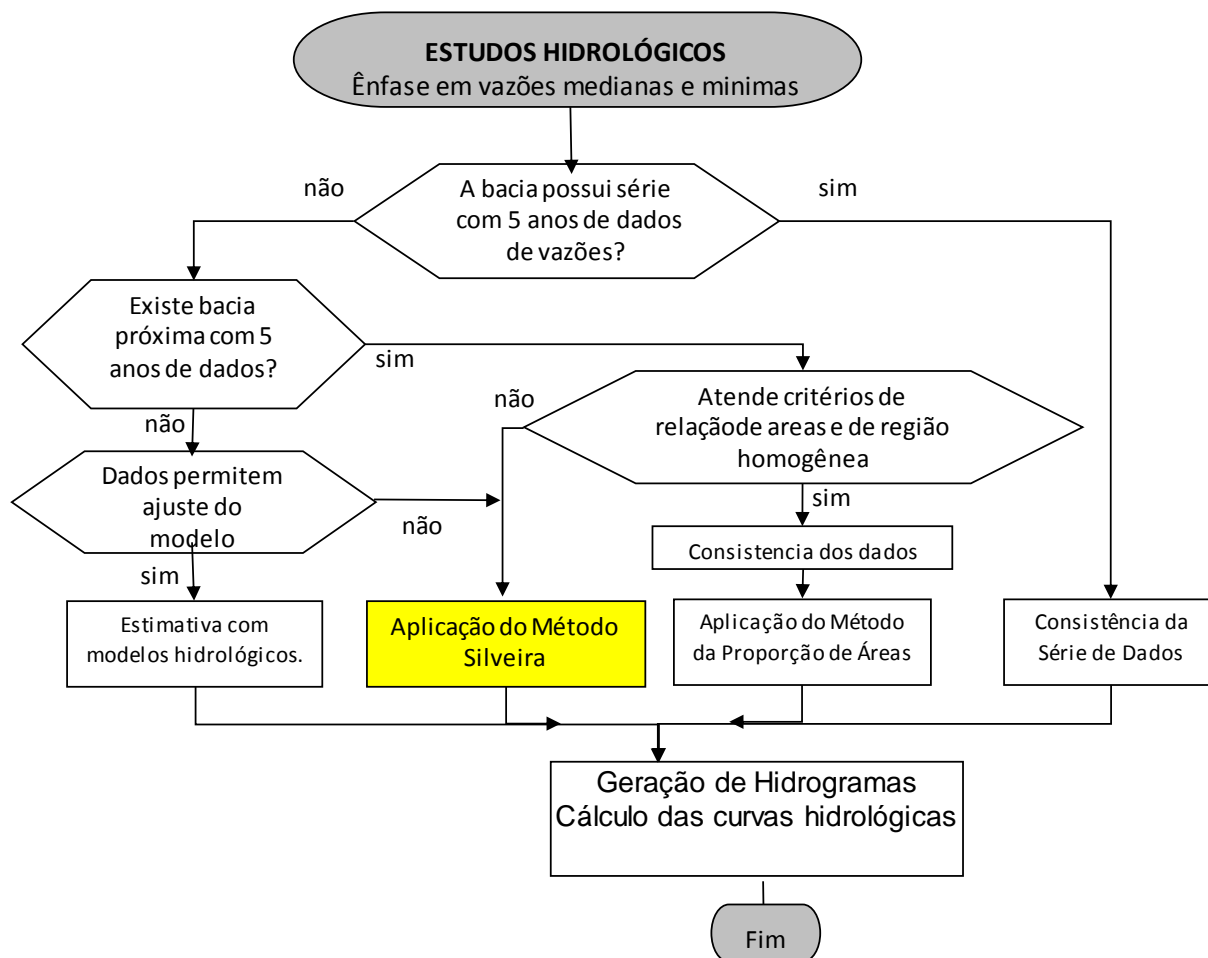 ESTUDOS HIDROLÓGICOS
Ênfase em vazões medianas e minimas
não
A bacia possui série
com 5 anos de dados
de vazões?
sim
Existe bacia
próxima com 5
anos de dados?
sim
não
Atende critérios de
relaçãode areas e de região
homogênea
não
Dados permitem
ajuste do
modelo
não
sim
Consistencia dos dados
sim
Estimativa com
modelos hidrológicos.
Aplicação do Método
Silveira
Aplicação do Método
da Proporção de Áreas
Consistência da
Série de Dados
Geração de Hidrogramas
Cálculo das curvas hidrológicas
Fim